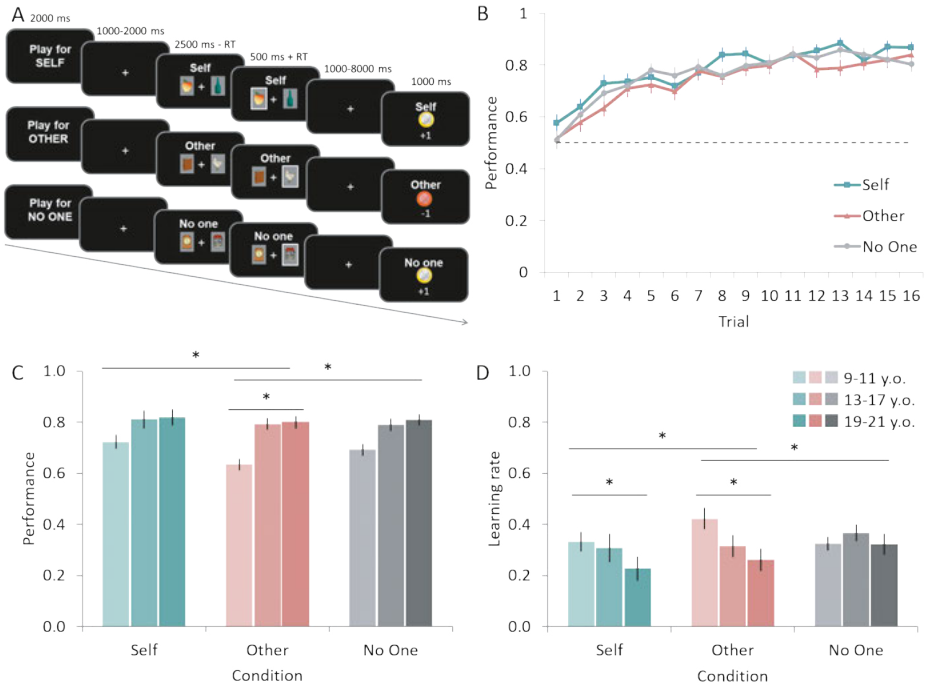 A
2000 ms
1000-2000 ms
2500 ms - RT
500 ms + RT
1000-8000 ms
1000 ms
Play for
SELF
+
Self
+
Self
+
+
Self
+1
Play for
OTHER
+
Other
+
Other
+
+
Other
-1
Play for
NO ONE
+
No one
+
No one
+
+
No one
+1
B
Performance
1
0.8
0.6
0.4
0.2
0
Self
Other
No One
1 2 3 4 5 6 7 8 9 10 11 12 13 14 15 16
Trial
C
Performance
1.0
0.8
0.6
0.4
0.2
0.0
*
*
*
Self Other No One
Condition
D
Learning rate
1.0
0.8
0.6
0.4
0.2
0.0
9-11 y.o.
13-17 y.o.
19-21 y.o.
*
*
*
*
Self Other No One
Condition